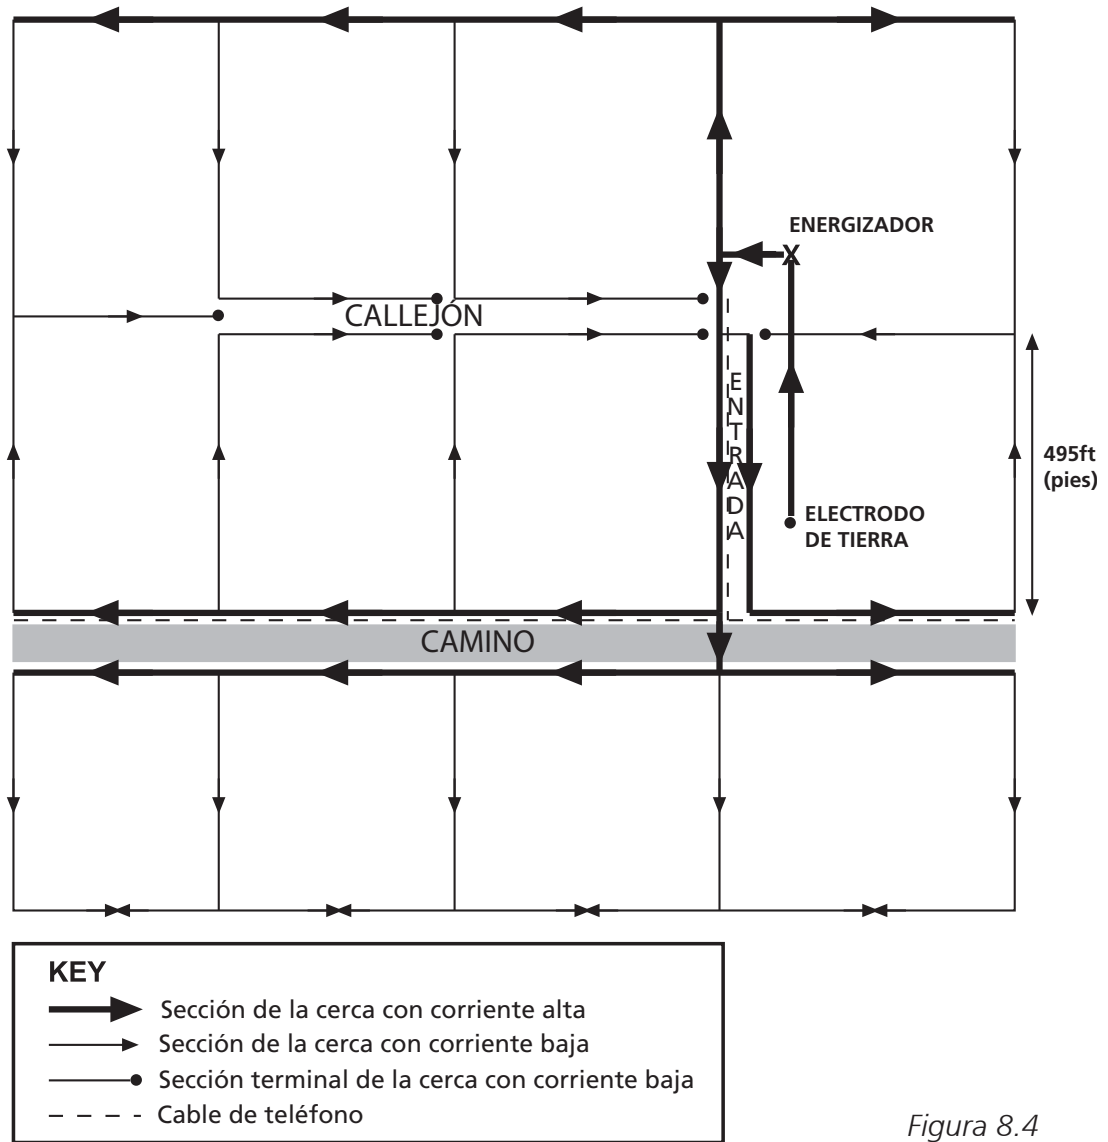 ENERGIZADOR
X
CALLEJÓN
ENTRADA
495ft
(pies)
ELECTRODO
DE TIERRA
CAMINO
KEY
Sección de la cerca con corriente alta
Sección de la cerca con corriente baja
Sección terminal de la cerca con corriente baja
Cable de teléfono
Figura 8.4